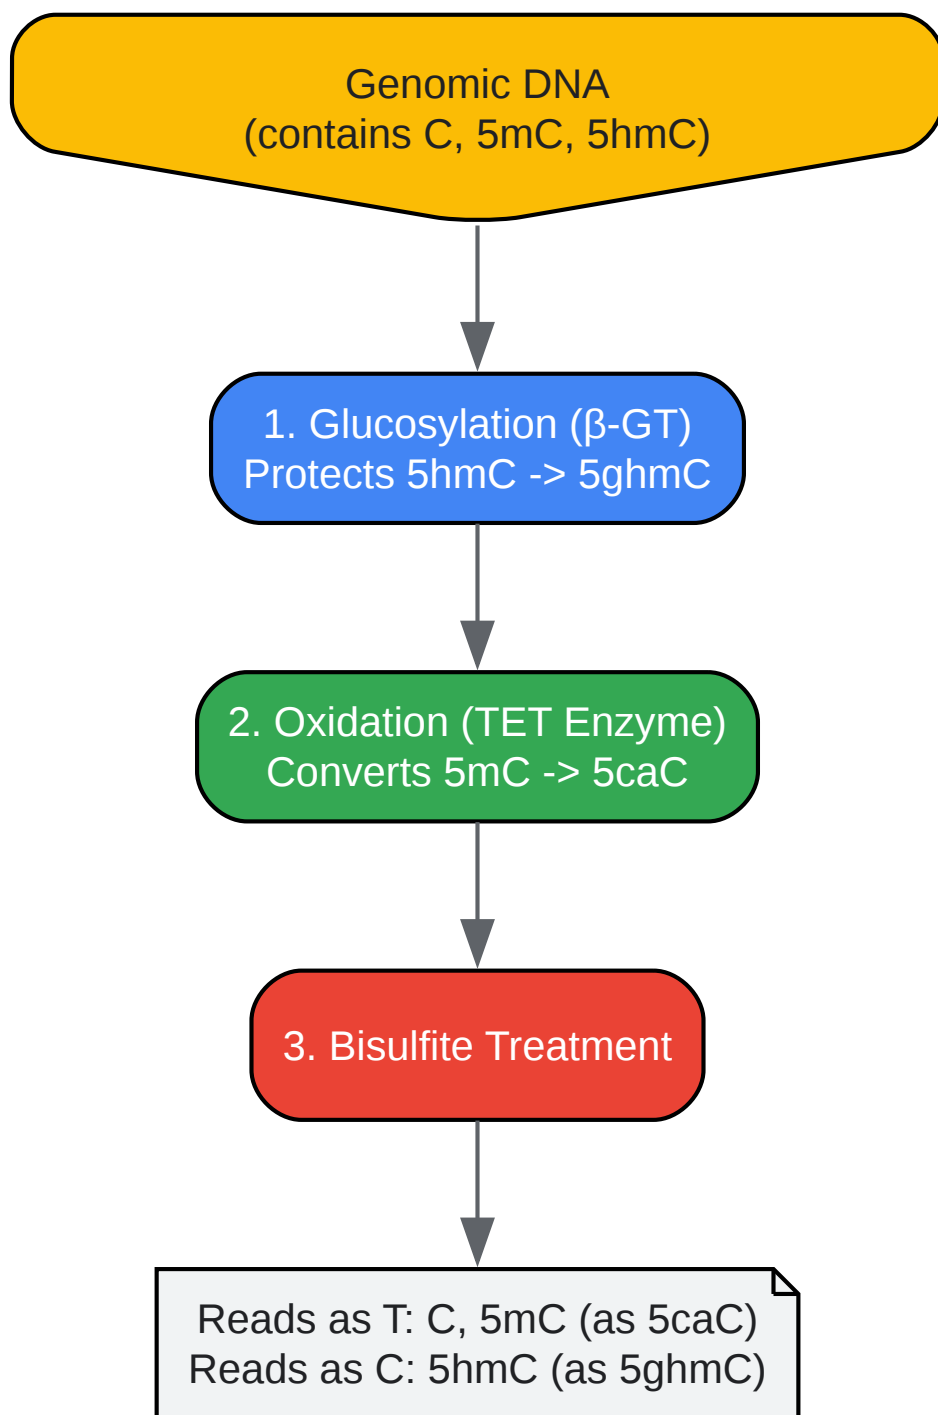 Genomic DNA
(contains C, 5mC, 5hmC)
1. Glucosylation (β-GT)
Protects 5hmC -> 5ghmC
2. Oxidation (TET Enzyme)
Converts 5mC -> 5caC
3. Bisulfite Treatment
Reads as T: C, 5mC (as 5caC)
Reads as C: 5hmC (as 5ghmC)